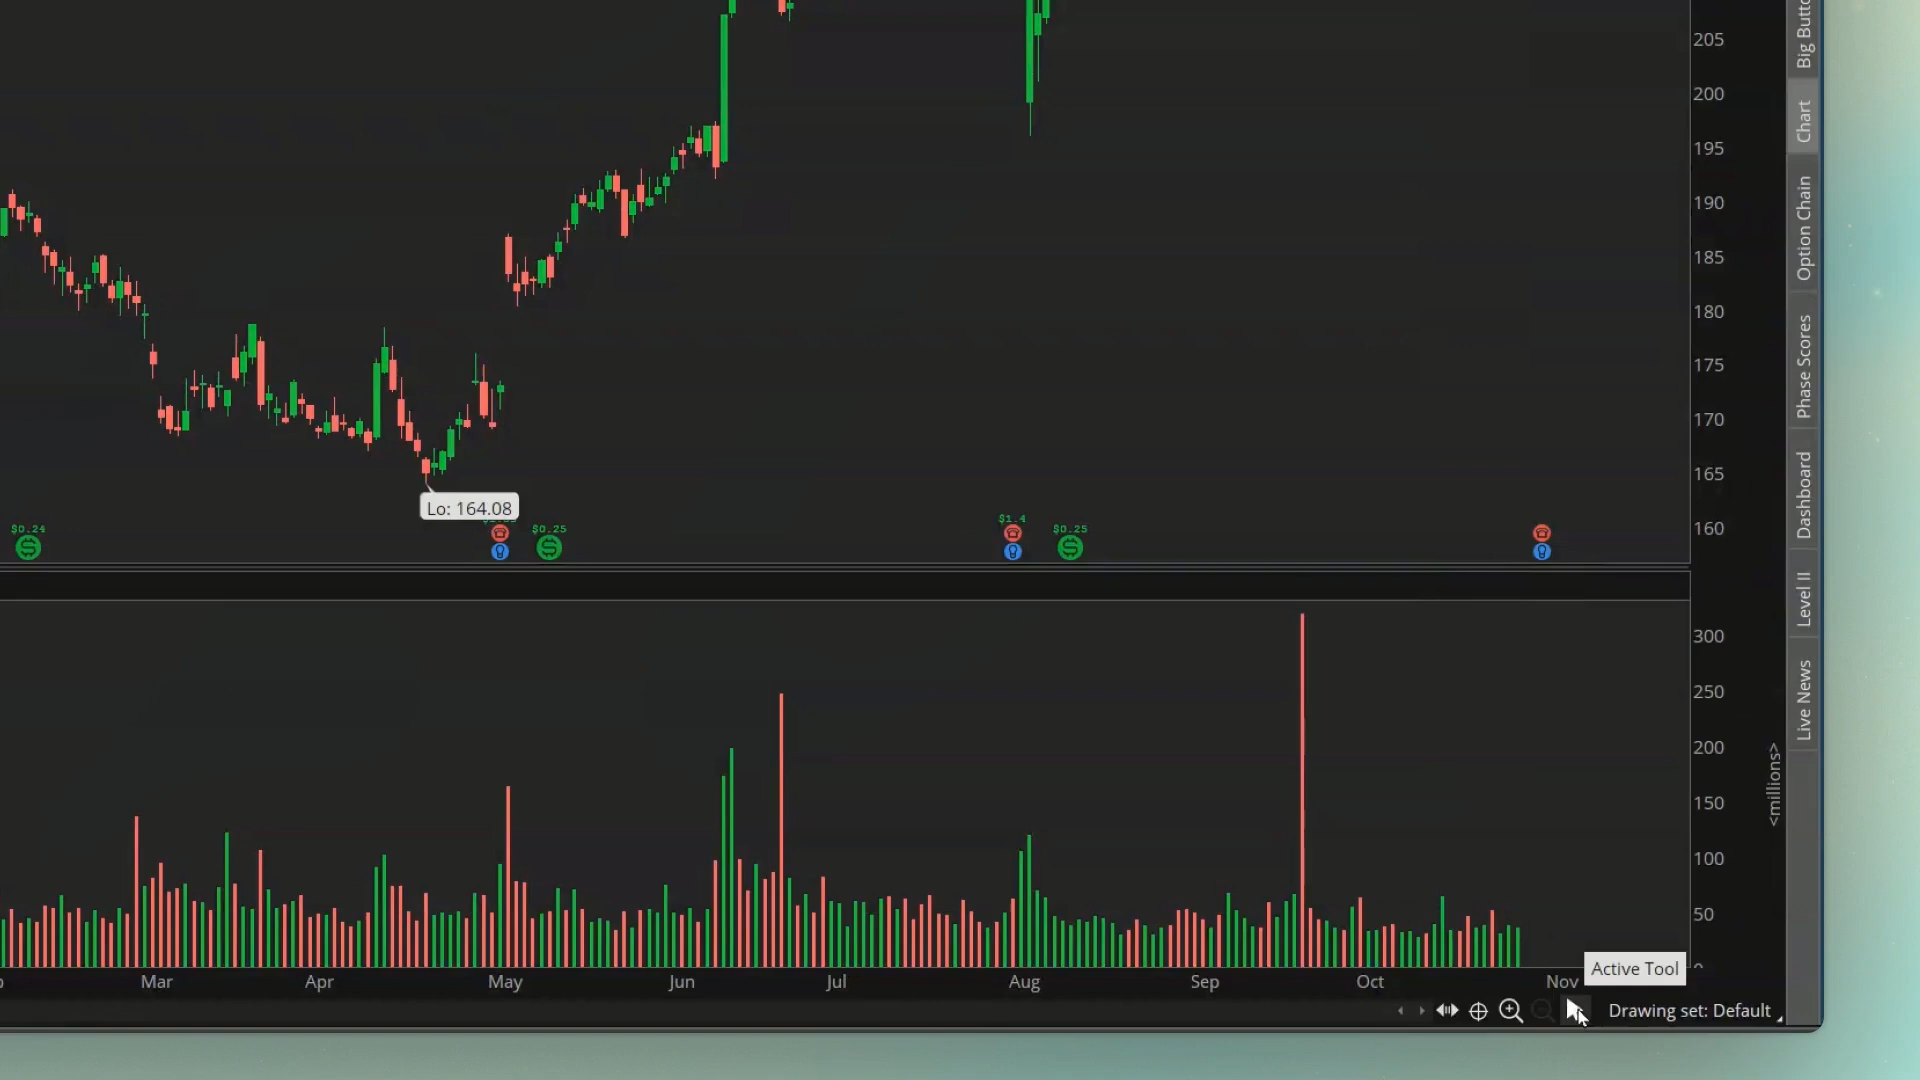 205
200
195
190
185
180
175
170
165
160
Lo: 164.08
$0.24
$0.25
$1.4
$0.25
300
250
200
150
100
50
<millions>
Mar
Apr
May
Jun
Jul
Aug
Sep
Oct
Nov
Active Tool
Drawing set: Default
Chart
Option Chain
Phase Scores
Dashboard
Level II
Live News